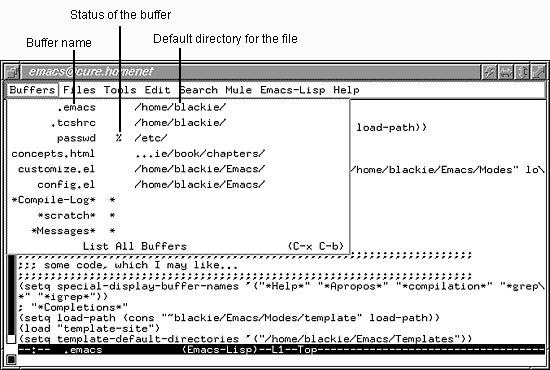 Status of the buffer
Buffer name
Default directory for the file
emacs@cure.homenet
Buffers Files Tools Edit Search Mule Emacs-Lisp Help
.emacs /home/blackie/
.tcshrc /home/blackie/
passwd % /etc/
concepts.html ...ie/book/chapters/
customize.el /home/blackie/Emacs/
config.el /home/blackie/Emacs/
*Compile-Log* *
*scratch* *
*Messages* *
List All Buffers (C-x C-b)
load-path))
/home/blackie/Emacs/Modes" lo\
;;; some code, which I may like...
;;;;;;;;;;;;;;;;;;;;;;;;;;;;;;;;;;;;;;;;;;;;;;;;;;;;;;;;;;;;;;;;;;;;;;
(setq special-display-buffer-names '("*Help*" "*Apropos*" "*compilation*" "*grep\
*" "*igrep*"))
; "*Completions*"
(setq load-path (cons "~blackie/Emacs/Modes/template" load-path))
(load "template-site")
(setq template-default-directories '("/home/blackie/Emacs/Templates"))
--:-- .emacs (Emacs-Lisp)--L1--Top--------------------------------